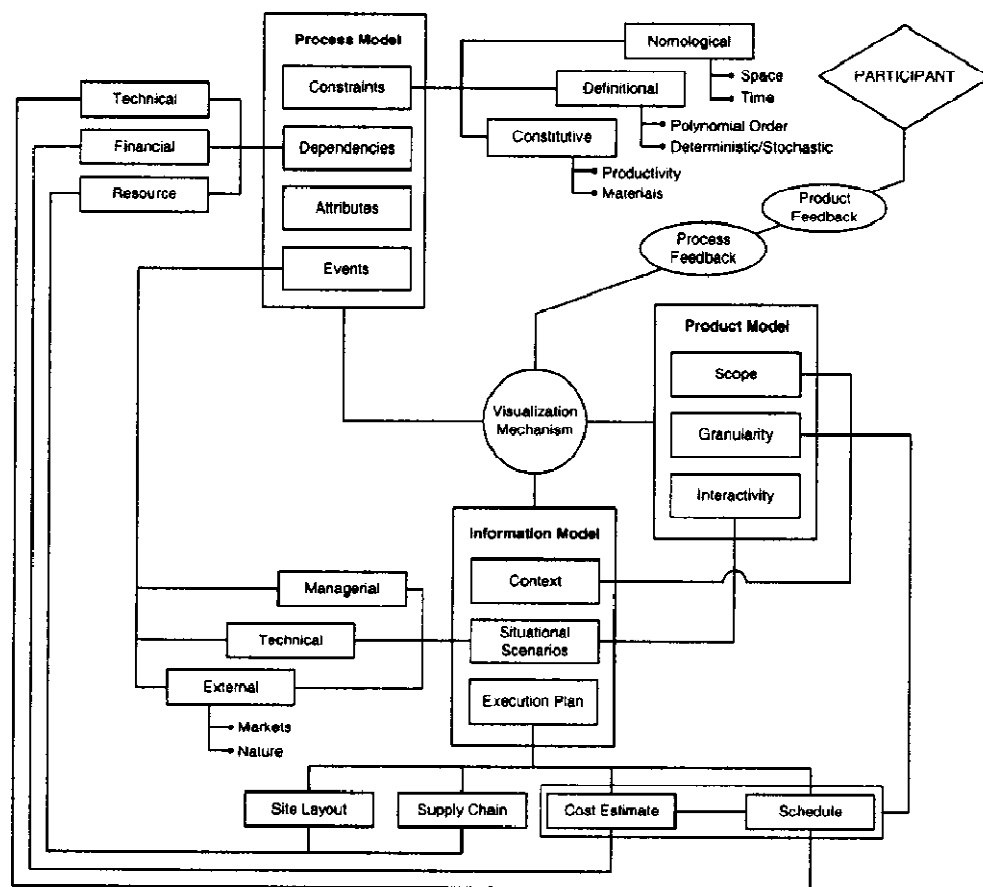 Process Model
Constraints
Dependencies
Attributes
Events
Technical
Financial
Resource
Nomological
Space
Time
Definitional
Polynomial Order
Deterministic/Stochastic
Constitutive
Productivity
Materials
PARTICIPANT
Product
Feedback
Process
Feedback
Visualization
Mechanism
Product Model
Scope
Granularity
Interactivity
Information Model
Context
Situational
Scenarios
Execution Plan
Managerial
Technical
External
Markets
Nature
Site Layout
Supply Chain
Cost Estimate
Schedule